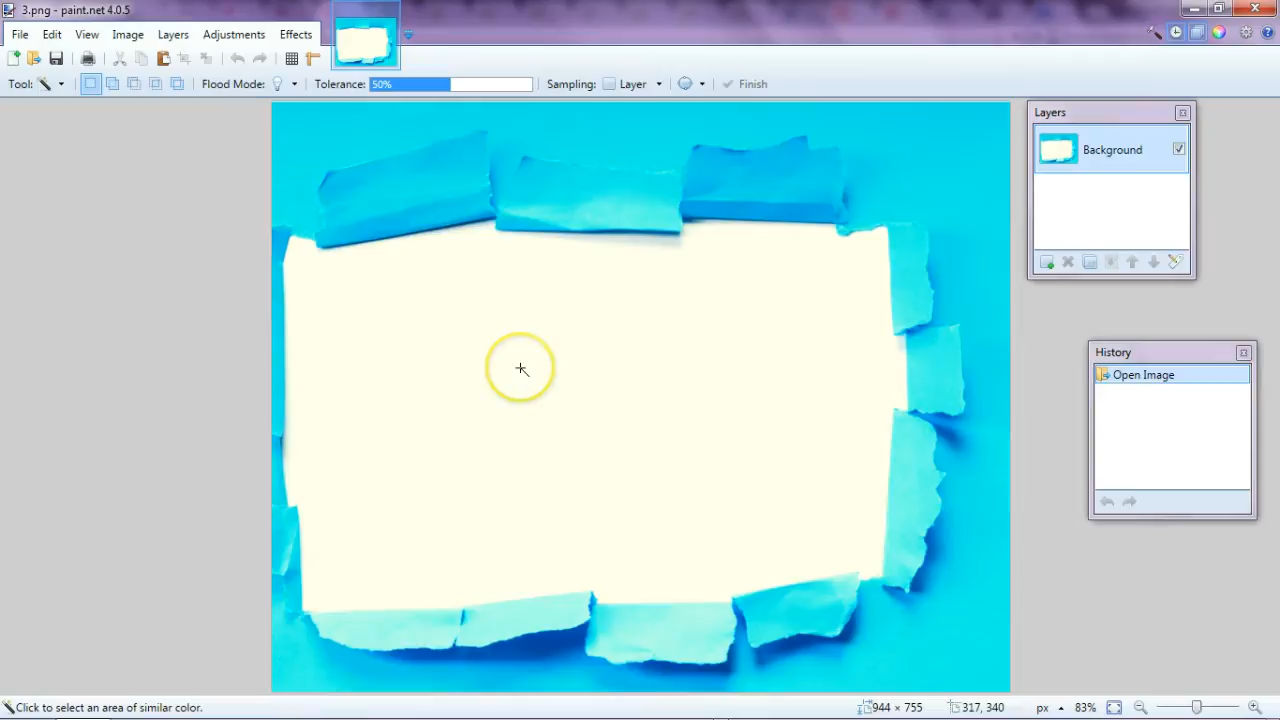 3.png - paint.net 4.0.5
File Edit View Image Layers Adjustments Effects
Tool: Flood Mode: Tolerance: 50% Sampling: Layer Finish
Layers
Background
History
Open Image
Click to select an area of similar color. 944 × 755 317, 340 px 83%